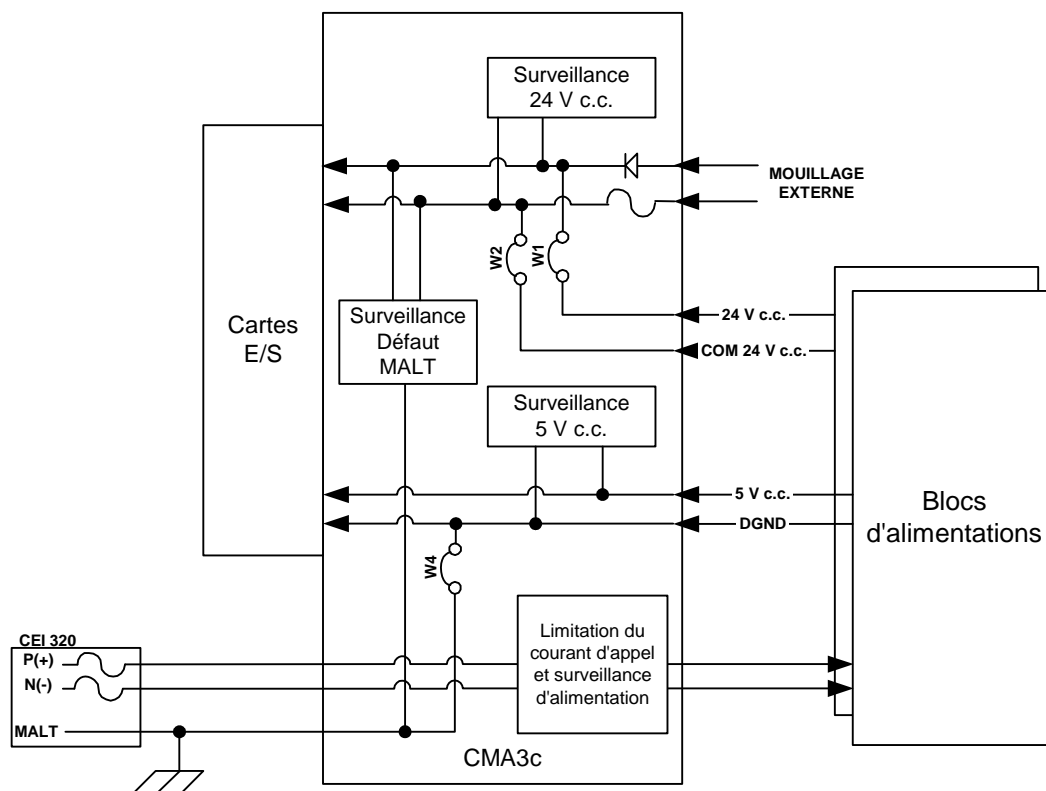 Surveillance
24 V c.c.
MOUILLAGE
EXTERNE
W2
W1
Cartes
E/S
Surveillance
Défaut
MALT
24 V c.c.
COM 24 V c.c.
Surveillance
5 V c.c.
5 V c.c.
DGND
Blocs
d'alimentations
W4
CEI 320
P(+)
N(-)
MALT
Limitation du
courant d'appel
et surveillance
d'alimentation
CMA3c